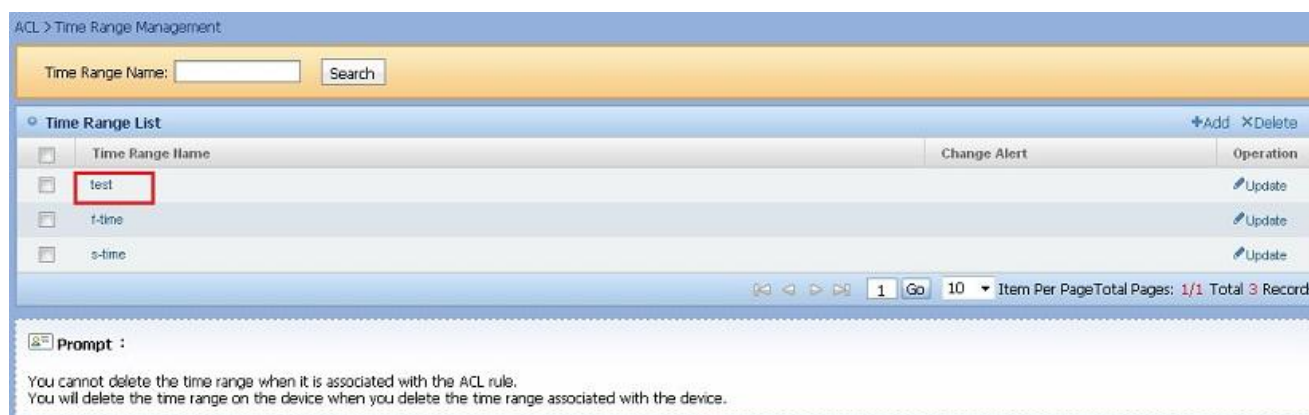 ACL > Time Range Management
Time Range Name: Search
Time Range List +Add ×Delete
Time Range Name Change Alert Operation
test Update
f-time Update
s-time Update
1 Go 10 Item Per PageTotal Pages: 1/1 Total 3 Record
Prompt :
You cannot delete the time range when it is associated with the ACL rule.
You will delete the time range on the device when you delete the time range associated with the device.